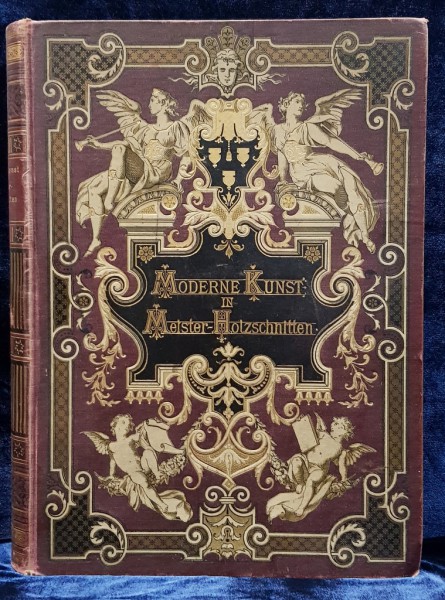 MODERNE KUNST
IN
Meister-Holzschnitten.